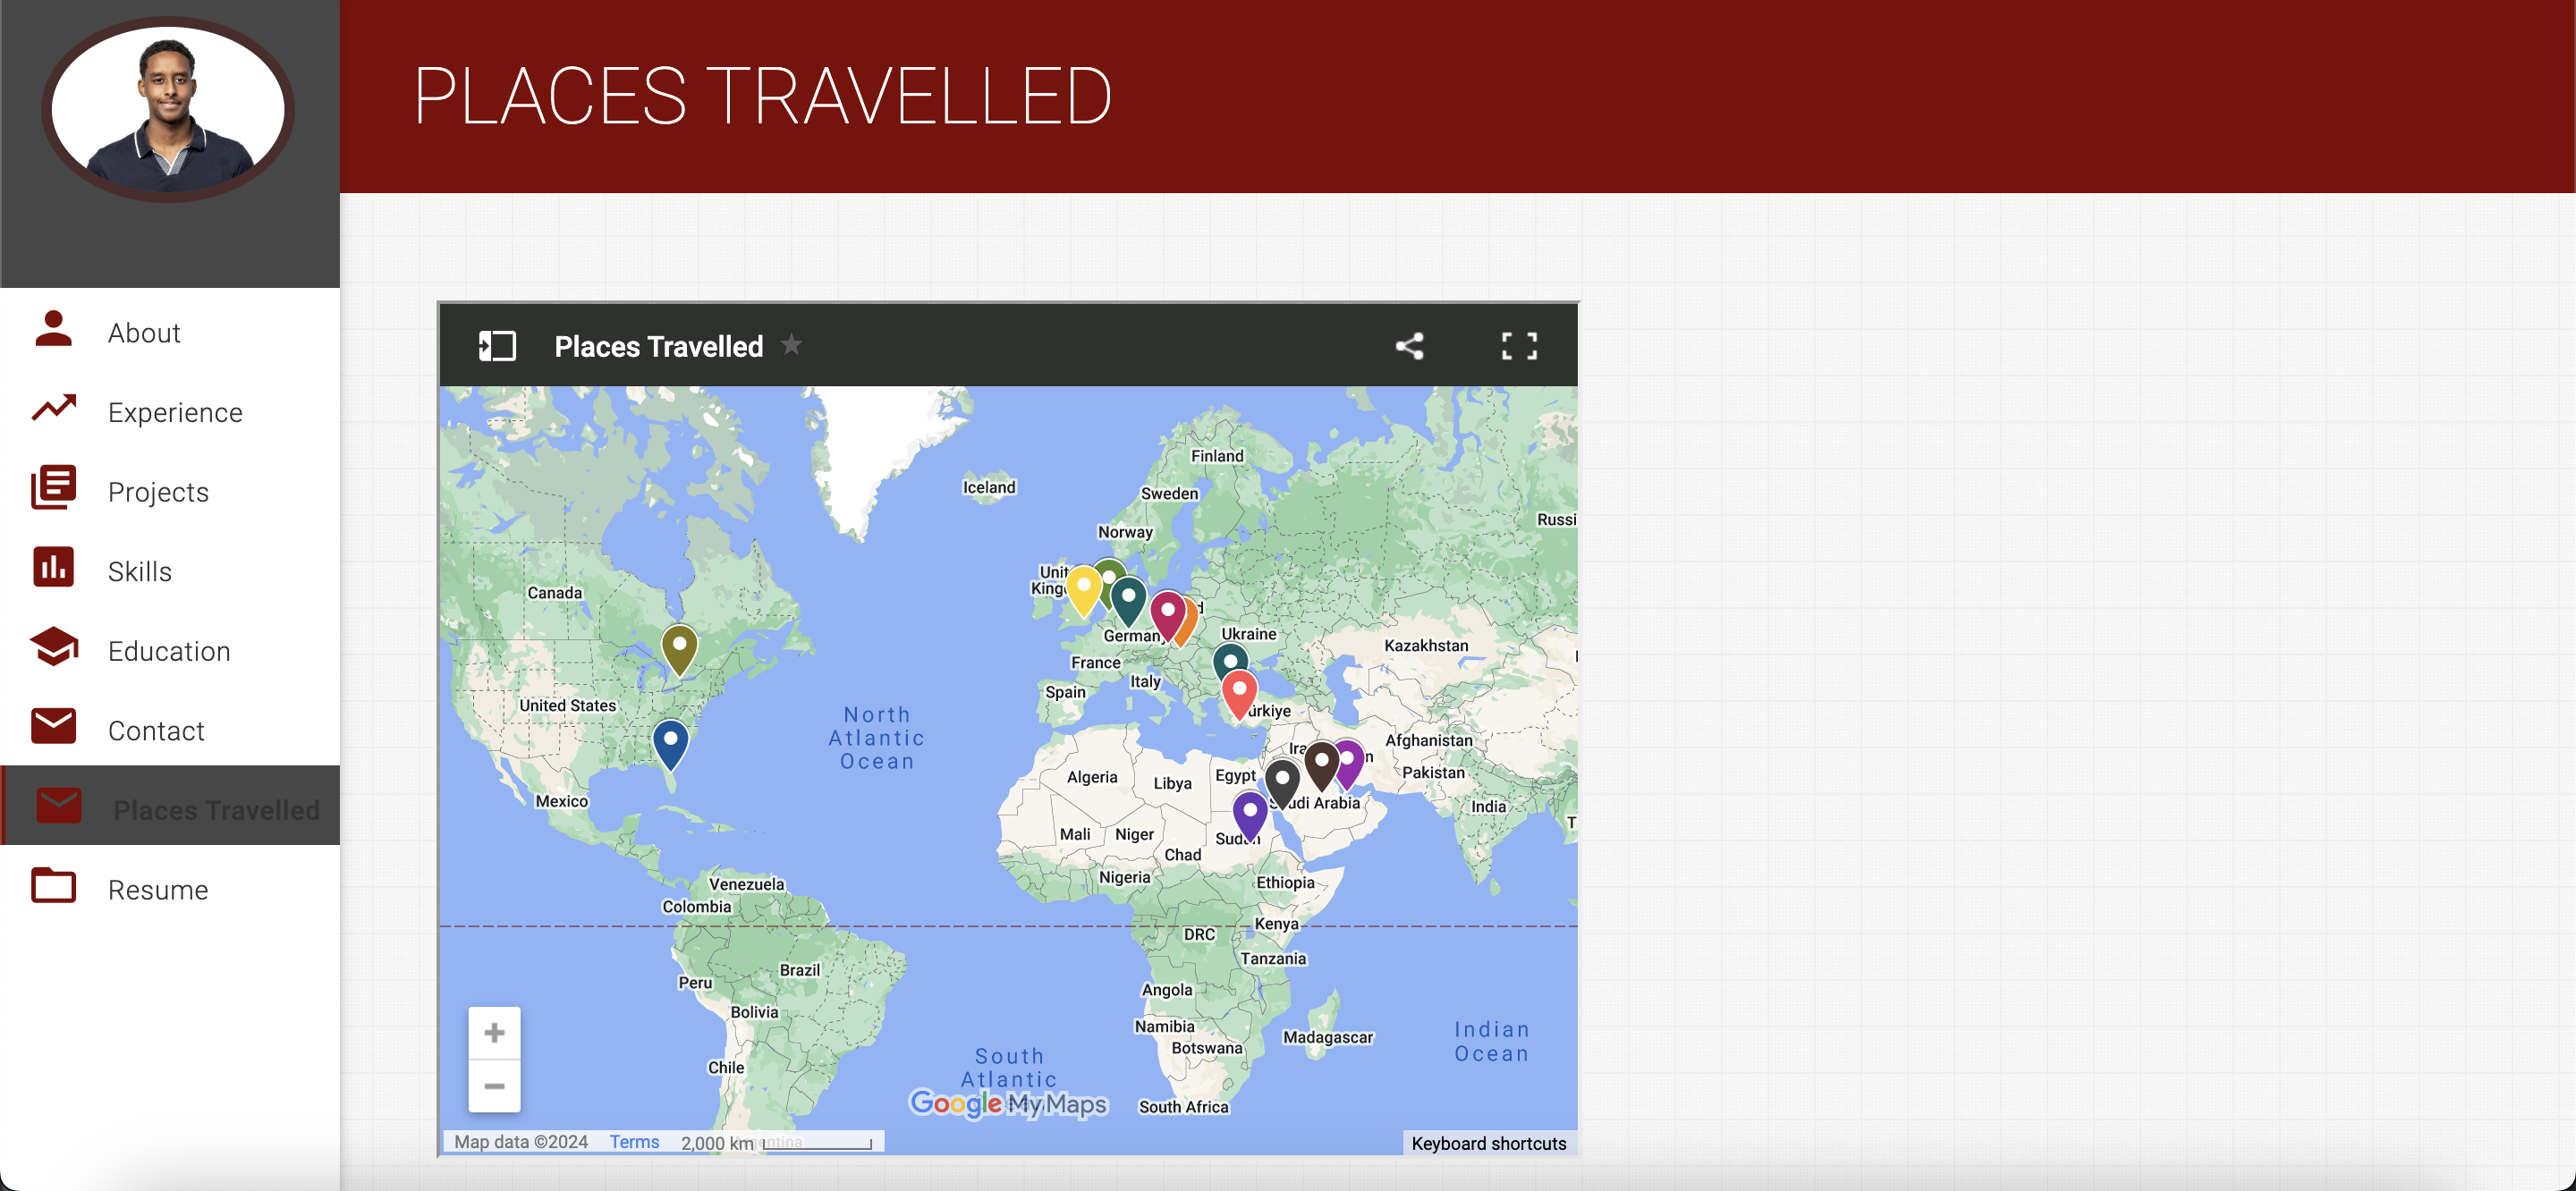 PLACES TRAVELLED
About
Experience
Projects
Skills
Education
Contact
Places Travelled
Resume
Places Travelled
Finland
Iceland
Sweden
Russi
Norway
Unit
King
Canada
Germany
Ukraine
Kazakhstan
France
Italy
Spain
United States
ürkiye
North
Atlantic
Ocean
Afghanistan
Algeria
Libya
Egypt
Pakistan
Mexico
Saudi Arabia
India
Mali
Niger
Sudan
Chad
Nigeria
Ethiopia
Venezuela
Colombia
Kenya
DRC
Tanzania
Brazil
Peru
Angola
Bolivia
Namibia
Madagascar
Indian
Ocean
Botswana
Chile
South
Atlantic
Google My Maps
South Africa
Map data ©2024 Terms 2,000 km
Keyboard shortcuts